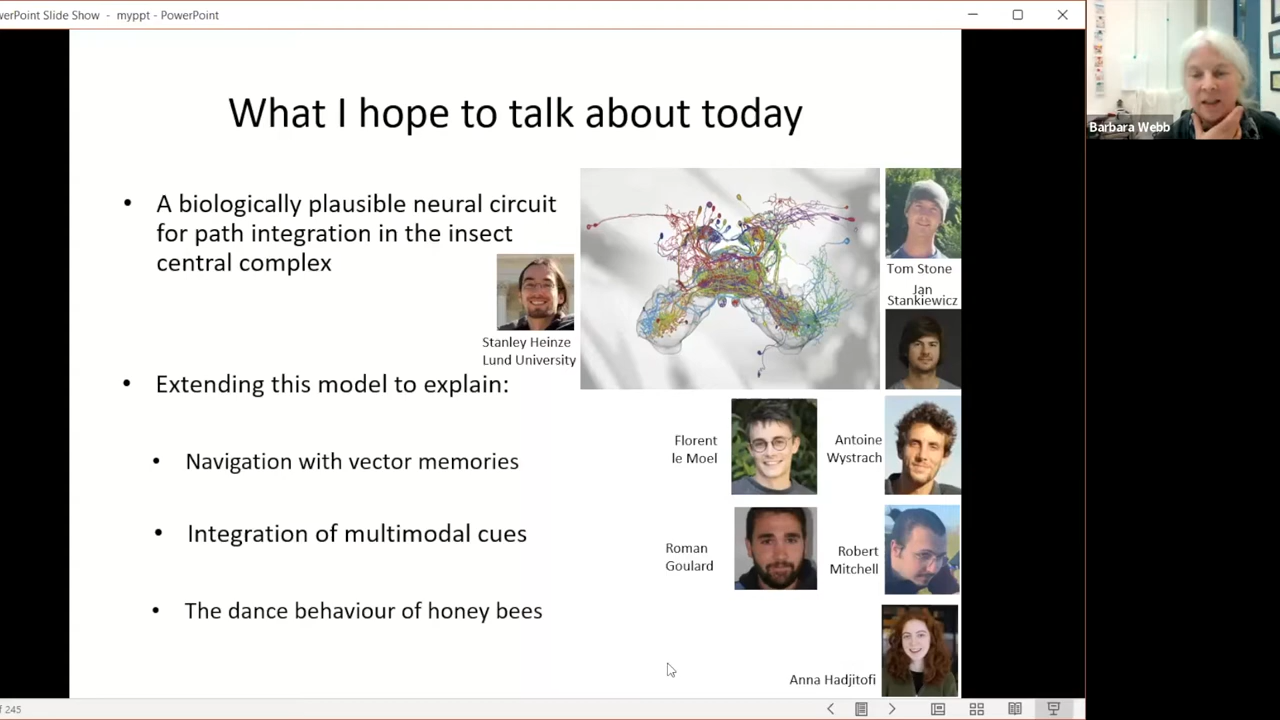 werPoint Slide Show - myppt - PowerPoint
Barbara Webb
What I hope to talk about today
• A biologically plausible neural circuit
for path integration in the insect
central complex
Stanley Heinze
Lund University
Tom Stone
Jan
Stankiewicz
• Extending this model to explain:
Florent
le Moel
Antoine
Wystrach
• Navigation with vector memories
• Integration of multimodal cues
Roman
Goulard
Robert
Mitchell
• The dance behaviour of honey bees
Anna Hadjitofi
f 245